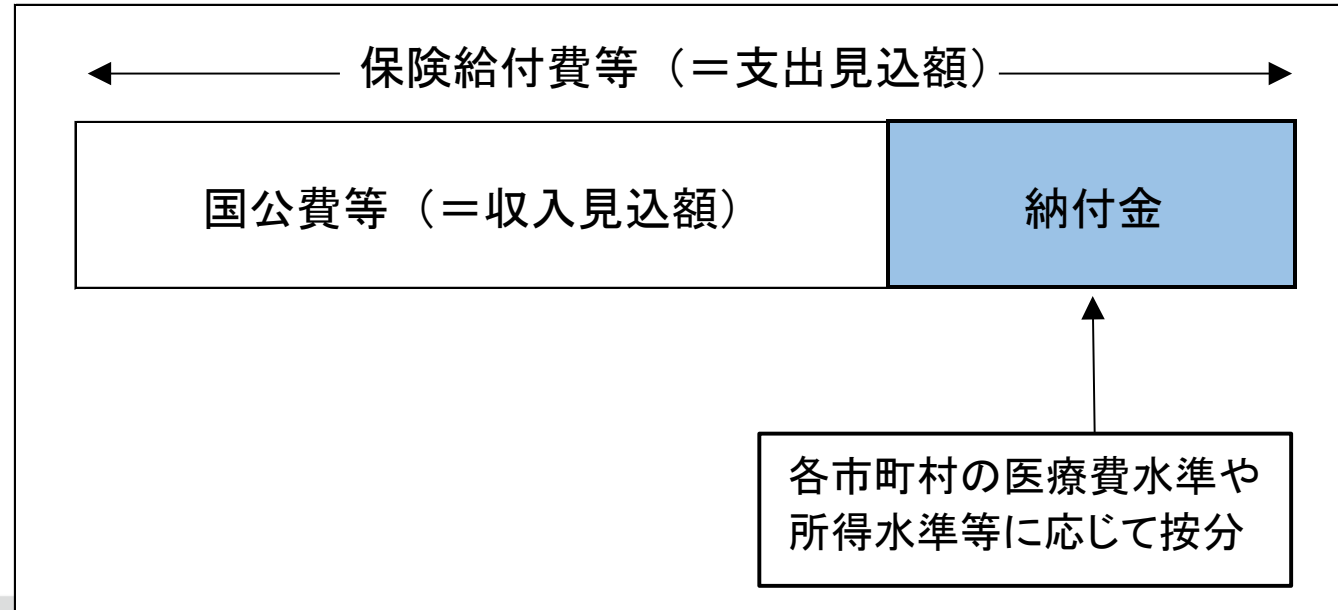 保険給付費等（＝支出見込額）
国公費等（＝収入見込額）
納付金
各市町村の医療費水準や
所得水準等に応じて按分